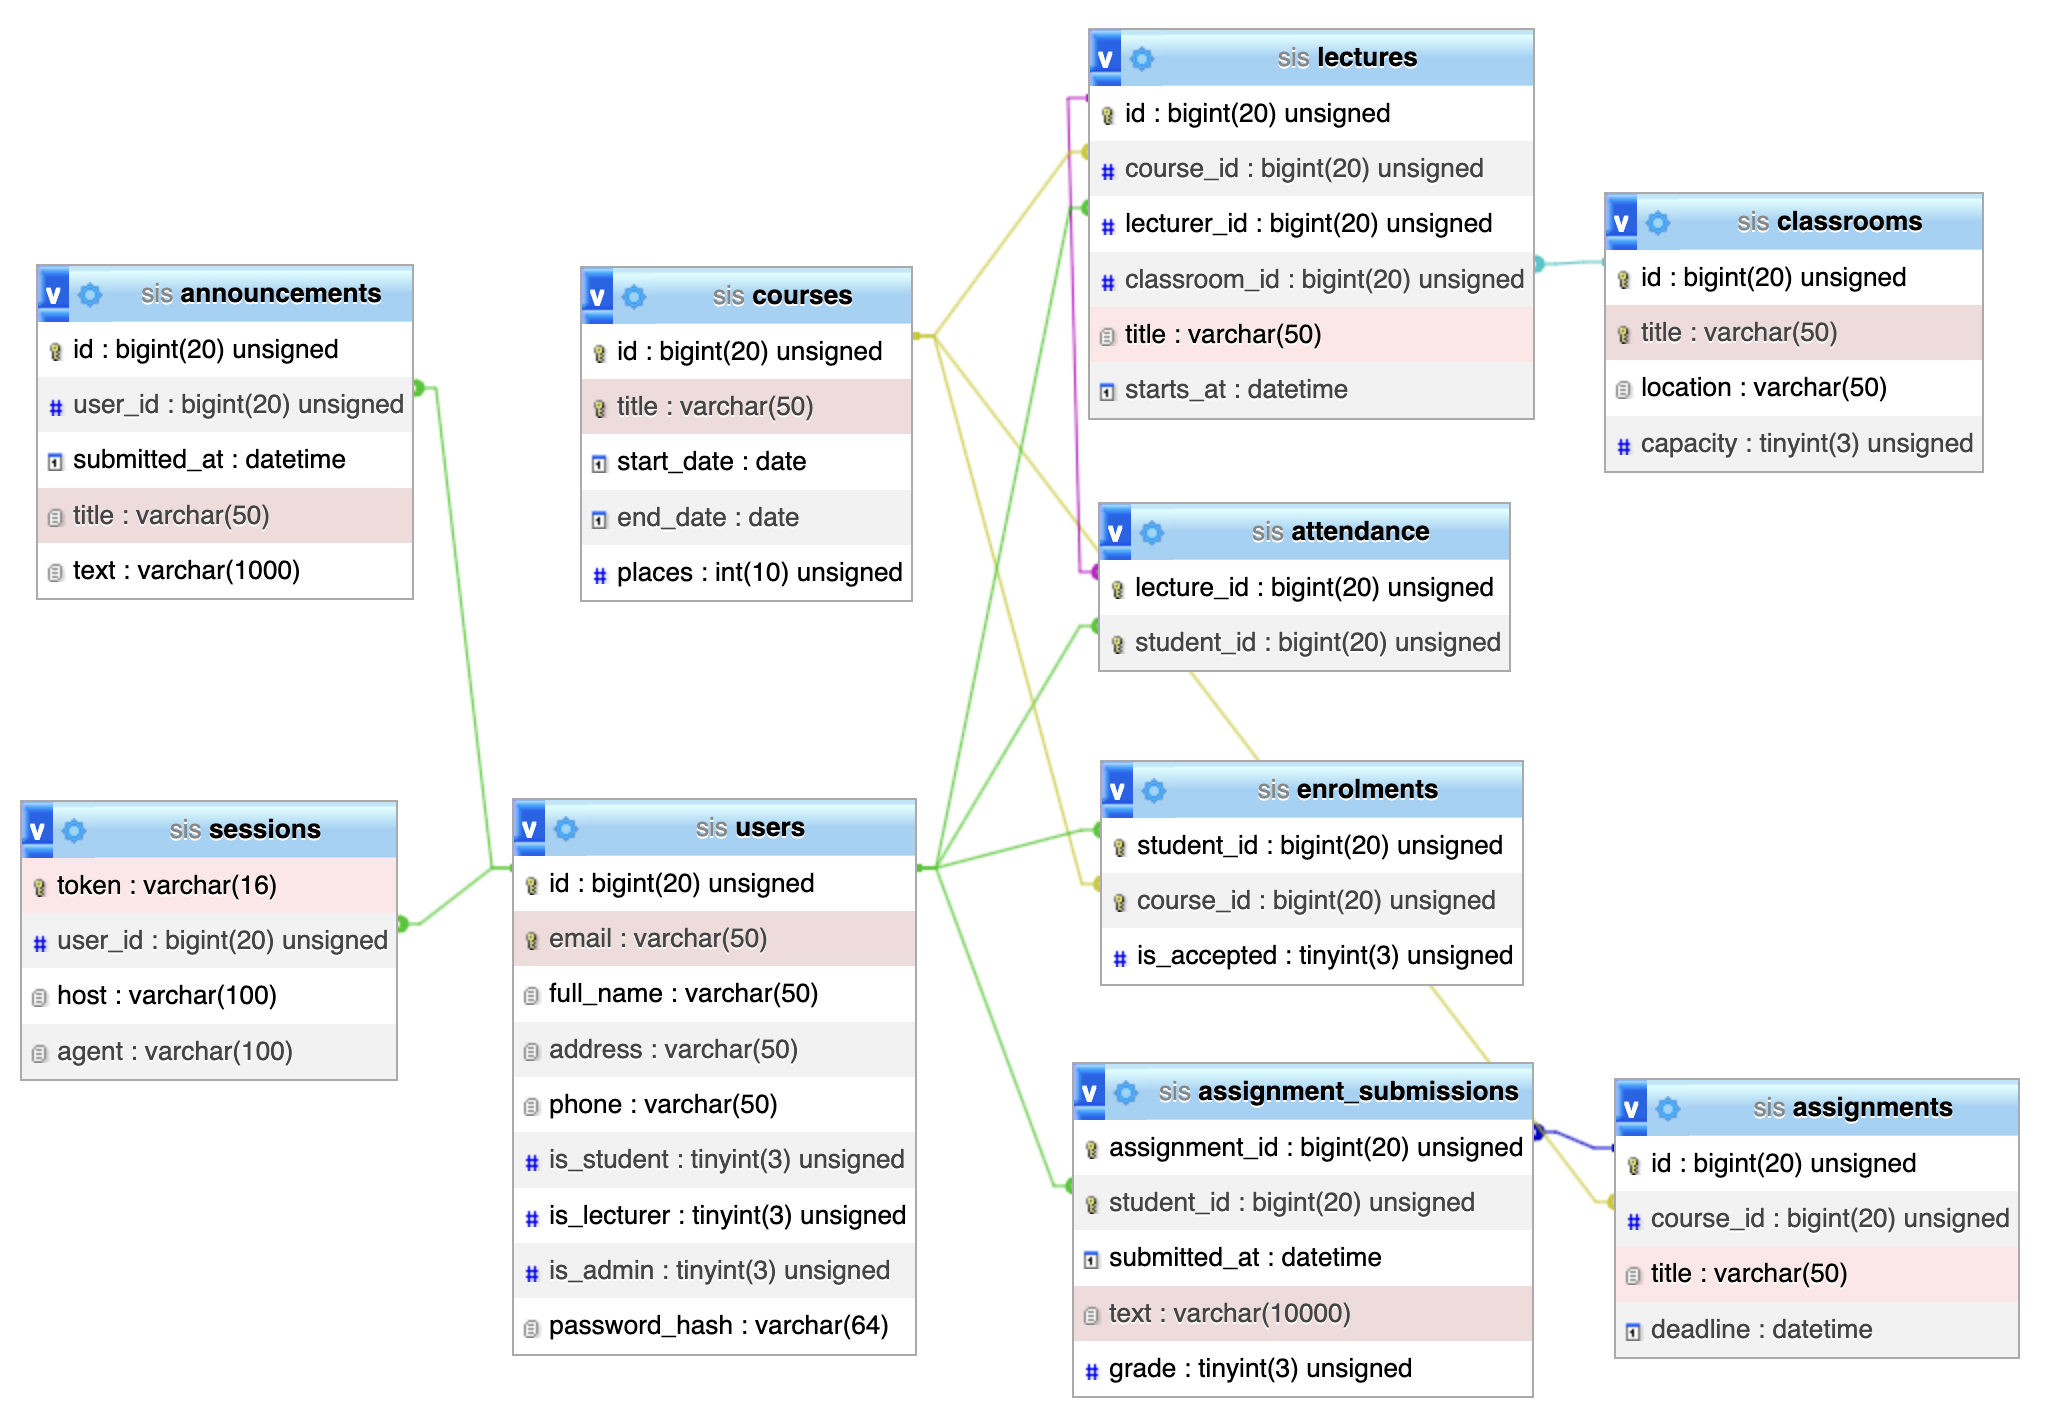 v sis lectures
id : bigint(20) unsigned
# course_id : bigint(20) unsigned
# lecturer_id : bigint(20) unsigned
# classroom_id : bigint(20) unsigned
title : varchar(50)
starts_at : datetime
v sis classrooms
id : bigint(20) unsigned
title : varchar(50)
location : varchar(50)
# capacity : tinyint(3) unsigned
v sis announcements
id : bigint(20) unsigned
# user_id : bigint(20) unsigned
submitted_at : datetime
title : varchar(50)
text : varchar(1000)
v sis courses
id : bigint(20) unsigned
title : varchar(50)
start_date : date
end_date : date
# places : int(10) unsigned
v sis attendance
lecture_id : bigint(20) unsigned
student_id : bigint(20) unsigned
v sis enrolments
student_id : bigint(20) unsigned
course_id : bigint(20) unsigned
# is_accepted : tinyint(3) unsigned
v sis sessions
token : varchar(16)
# user_id : bigint(20) unsigned
host : varchar(100)
agent : varchar(100)
v sis users
id : bigint(20) unsigned
email : varchar(50)
full_name : varchar(50)
address : varchar(50)
phone : varchar(50)
# is_student : tinyint(3) unsigned
# is_lecturer : tinyint(3) unsigned
# is_admin : tinyint(3) unsigned
password_hash : varchar(64)
v sis assignment_submissions
assignment_id : bigint(20) unsigned
student_id : bigint(20) unsigned
submitted_at : datetime
text : varchar(10000)
# grade : tinyint(3) unsigned
v sis assignments
id : bigint(20) unsigned
# course_id : bigint(20) unsigned
title : varchar(50)
deadline : datetime